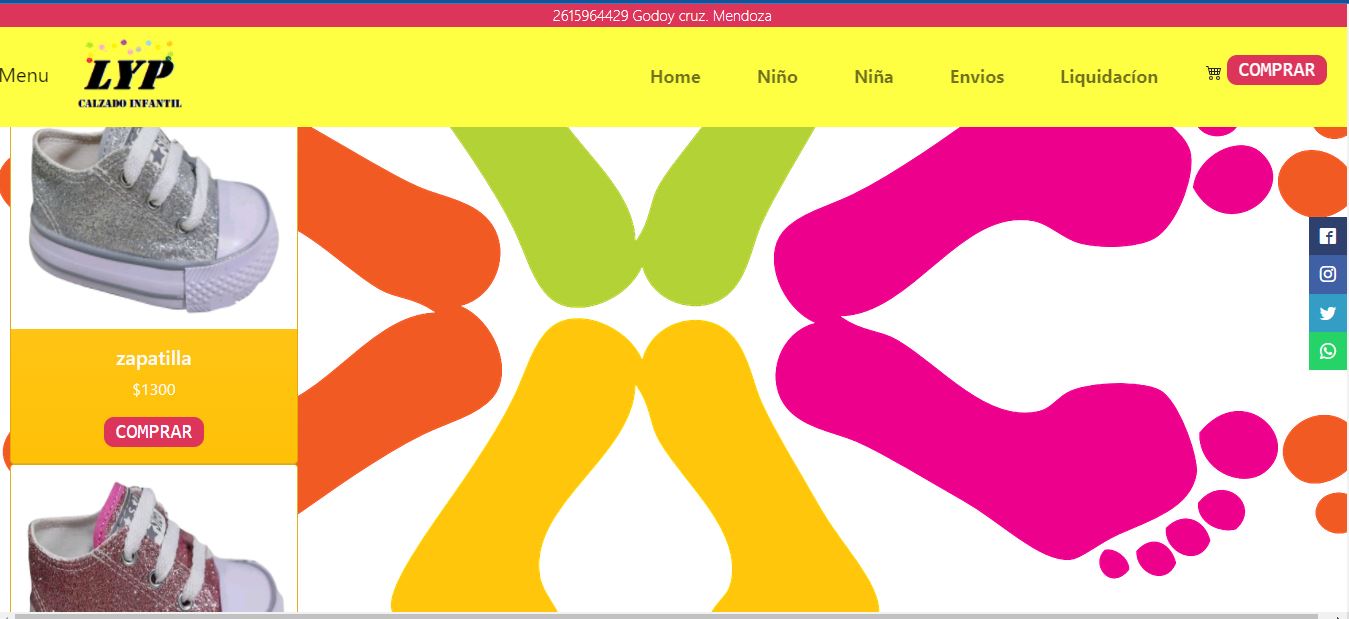 2615964429 Godoy cruz. Mendoza
Menu
LYP
CALZADO INFANTIL
Home Niño Niña Envios Liquidacíon COMPRAR
zapatilla
$1300
COMPRAR